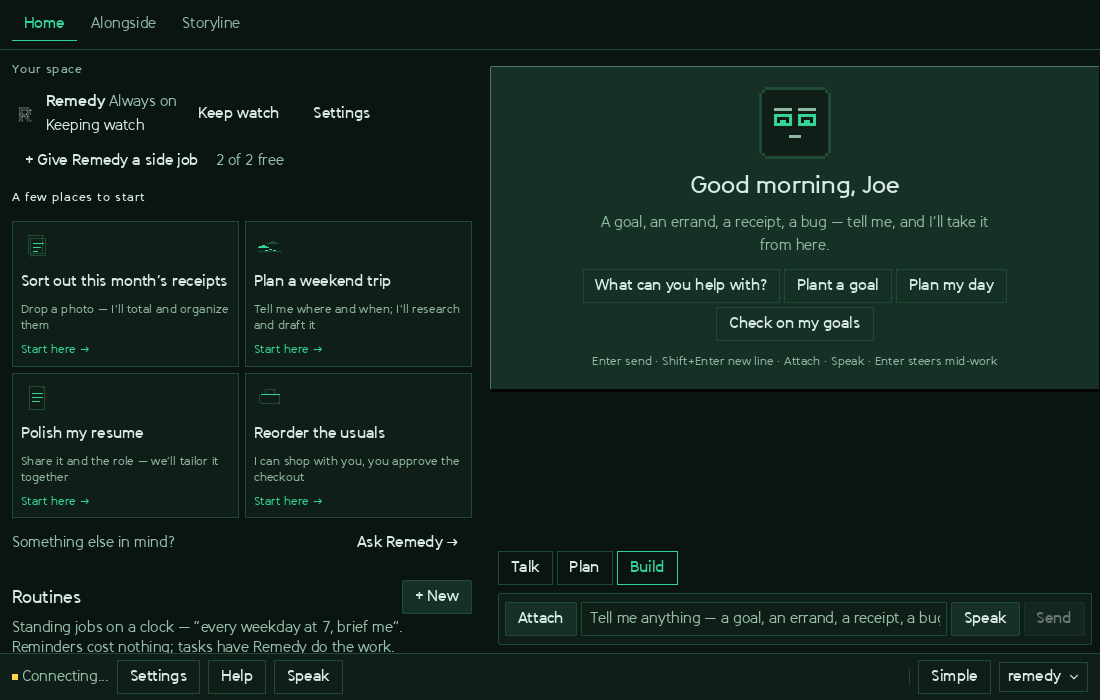 Home Alongside Storyline
Your space
Remedy Always on
Keeping watch
Keep watch
Settings
+ Give Remedy a side job 2 of 2 free
A few places to start
Sort out this month's receipts
Drop a photo — I'll total and organize
them
Start here →
Plan a weekend trip
Tell me where and when; I'll research
and draft it
Start here →
Polish my resume
Share it and the role — we'll tailor it
together
Start here →
Reorder the usuals
I can shop with you, you approve the
checkout
Start here →
Something else in mind? Ask Remedy →
Routines + New
Standing jobs on a clock — “every weekday at 7, brief me”.
Reminders cost nothing; tasks have Remedy do the work.
Good morning, Joe
A goal, an errand, a receipt, a bug — tell me, and I'll take it
from here.
What can you help with? Plant a goal Plan my day
Check on my goals
Enter send · Shift+Enter new line · Attach · Speak · Enter steers mid-work
Talk Plan Build
Attach Tell me anything — a goal, an errand, a receipt, a bug Speak Send
Connecting... Settings Help Speak Simple remedy